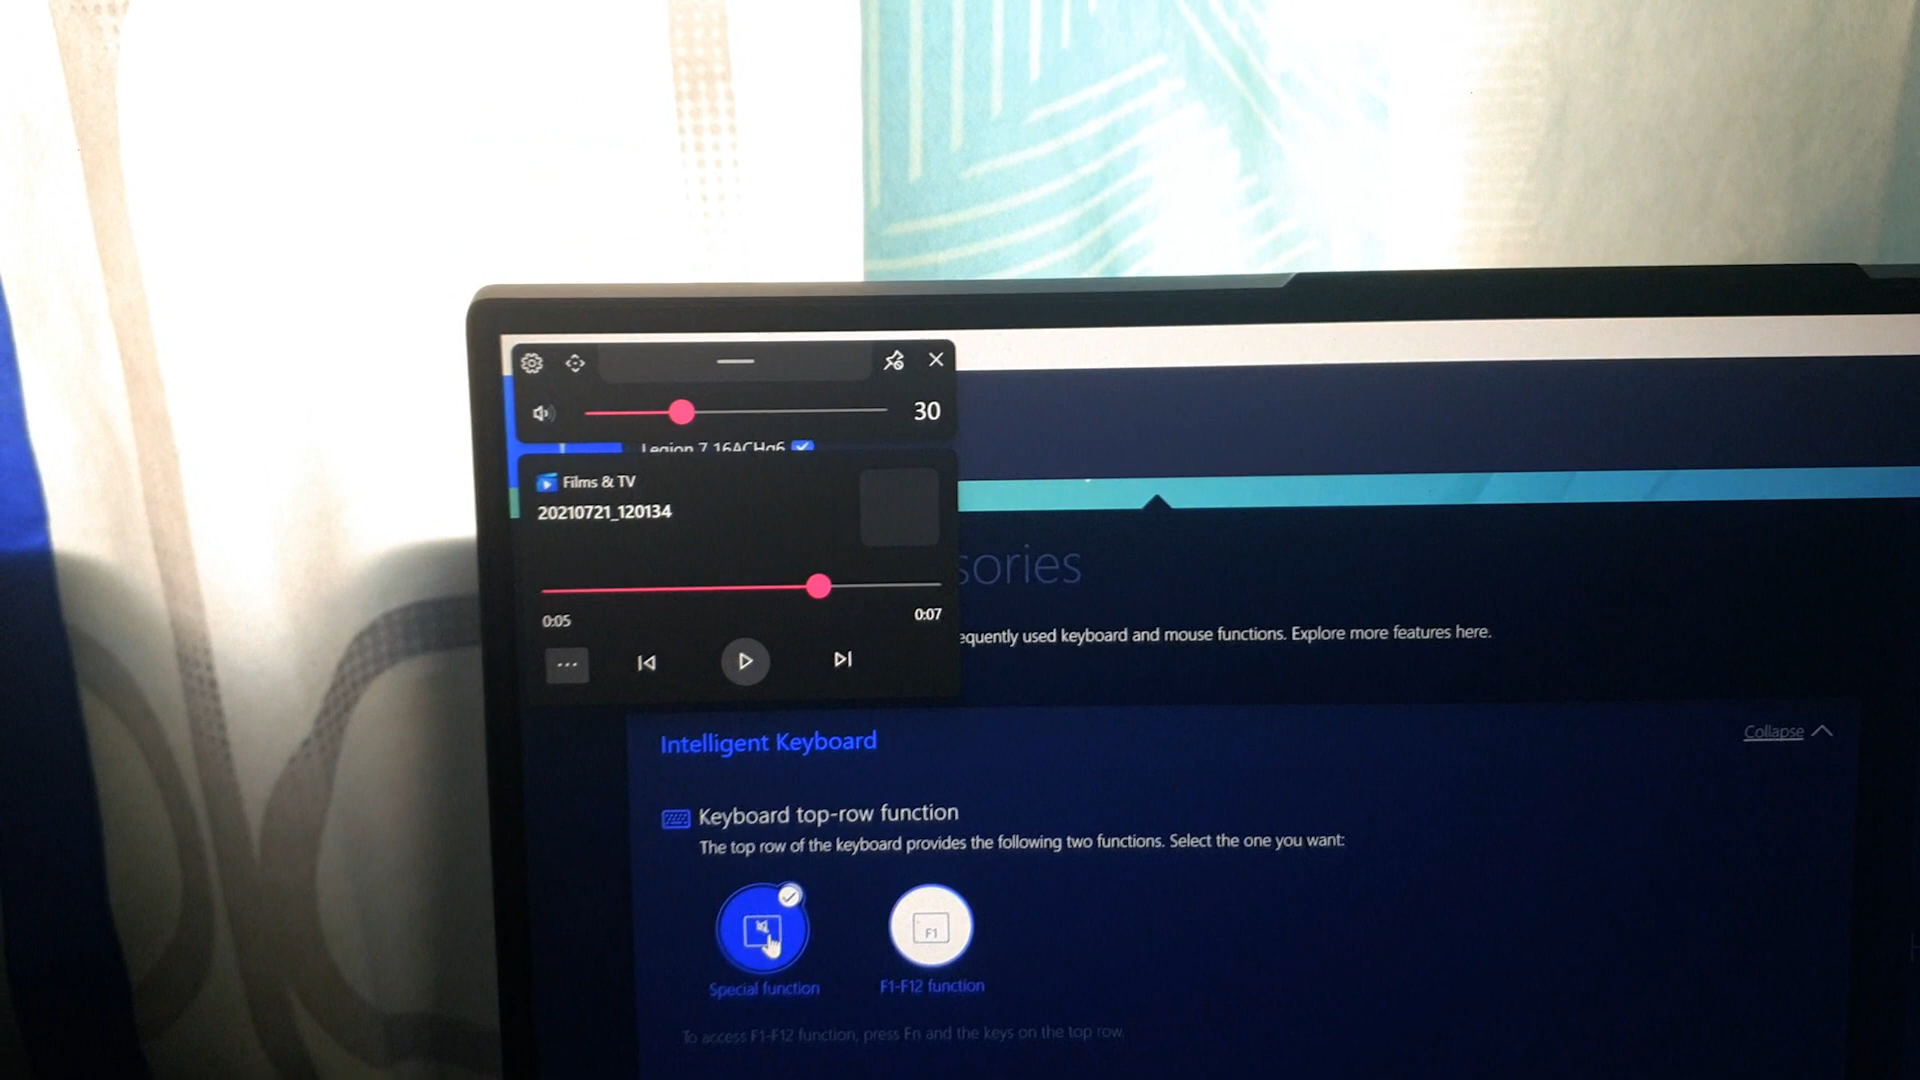 30
Legion 7 16ACHg6
Films & TV
20210721_120134
0:05
0:07
equently used keyboard and mouse functions. Explore more features here.
Intelligent Keyboard
Collapse
Keyboard top-row function
The top row of the keyboard provides the following two functions. Select the one you want:
F1
Special function
F1-F12 function
To access F1-F12 function, press Fn and the keys on the top row.